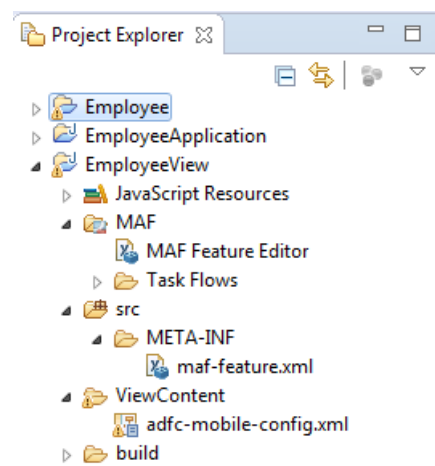 Project Explorer
Employee
EmployeeApplication
EmployeeView
JavaScript Resources
MAF
MAF Feature Editor
Task Flows
src
META-INF
maf-feature.xml
ViewContent
adfc-mobile-config.xml
build